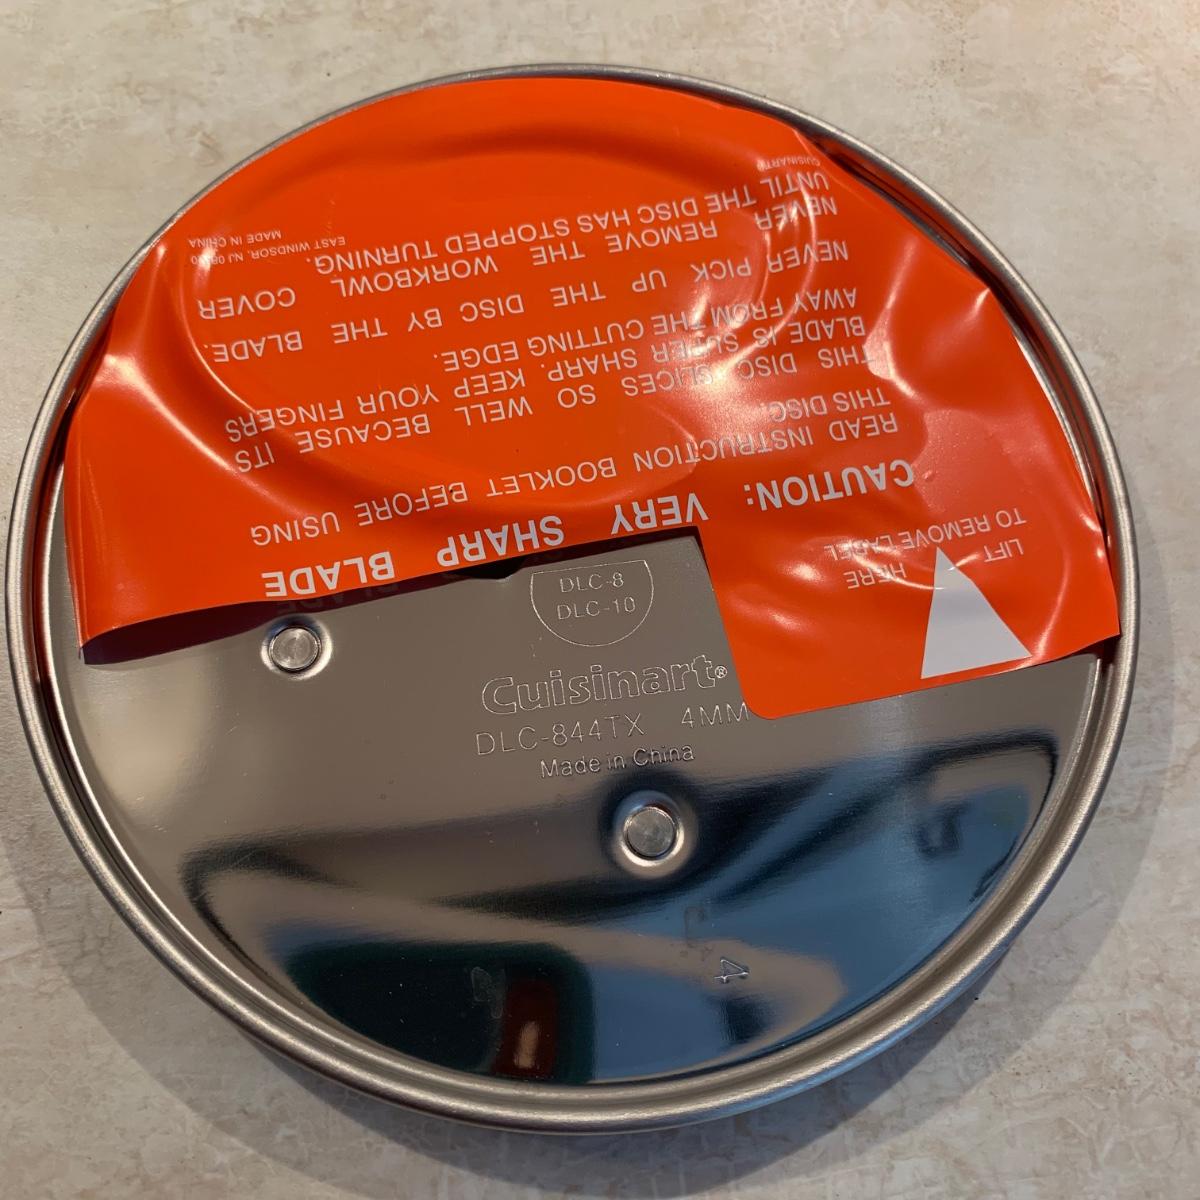 LIFT
HERE
TO REMOVE LABEL
CAUTION: VERY SHARP BLADE
READ INSTRUCTION BOOKLET BEFORE USING
THIS DISC.
THIS DISC SLICES SO WELL BECAUSE ITS
BLADE IS SUPER SHARP. KEEP YOUR FINGERS
AWAY FROM THE CUTTING EDGE.
NEVER PICK UP THE DISC BY THE BLADE.
NEVER REMOVE THE WORKBOWL COVER
UNTIL THE DISC HAS STOPPED TURNING.
CUISINART®
EAST WINDSOR, NJ
MADE IN CHINA
DLC-8
DLC-10
Cuisinart®
DLC-844TX 4MM
Made in China
4